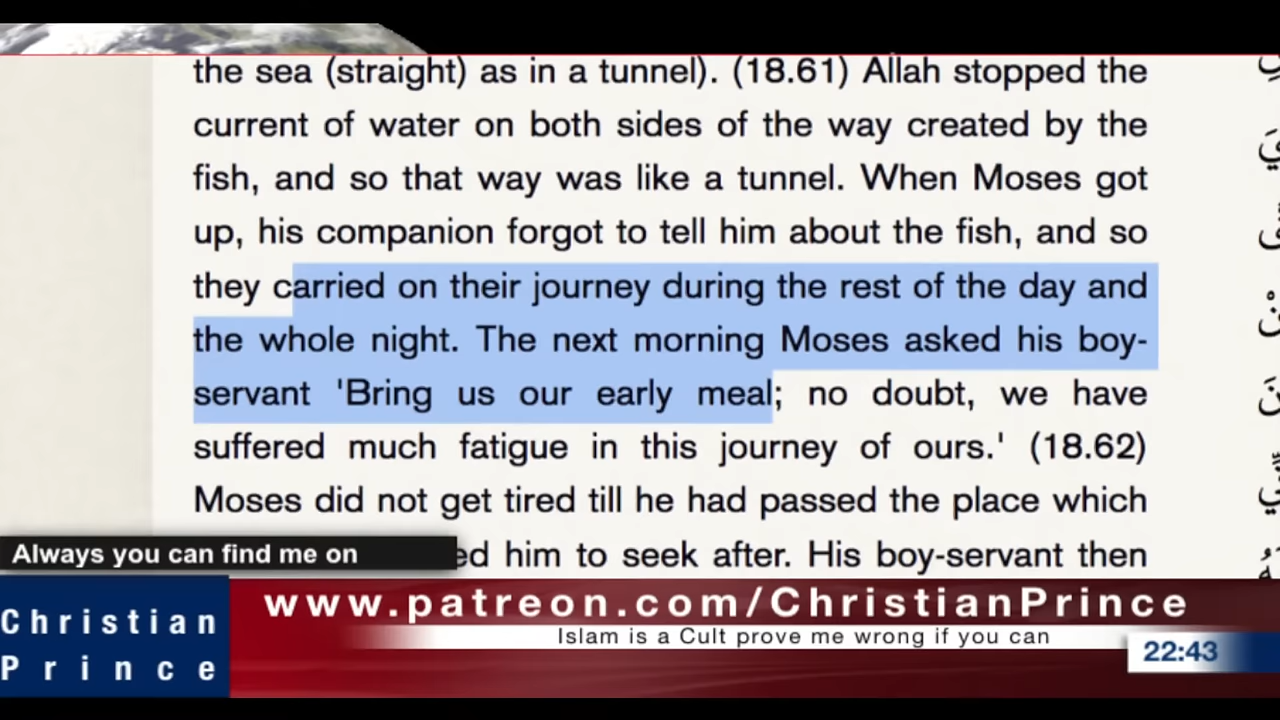 the sea (straight) as in a tunnel). (18.61) Allah stopped the
current of water on both sides of the way created by the
fish, and so that way was like a tunnel. When Moses got
up, his companion forgot to tell him about the fish, and so
they carried on their journey during the rest of the day and
the whole night. The next morning Moses asked his boy-
servant 'Bring us our early meal; no doubt, we have
suffered much fatigue in this journey of ours.' (18.62)
Moses did not get tired till he had passed the place which
him to seek after. His boy-servant then
Always you can find me on
www.patreon.com/ChristianPrince
Christian
Prince
Islam is a Cult prove me wrong if you can
22:43